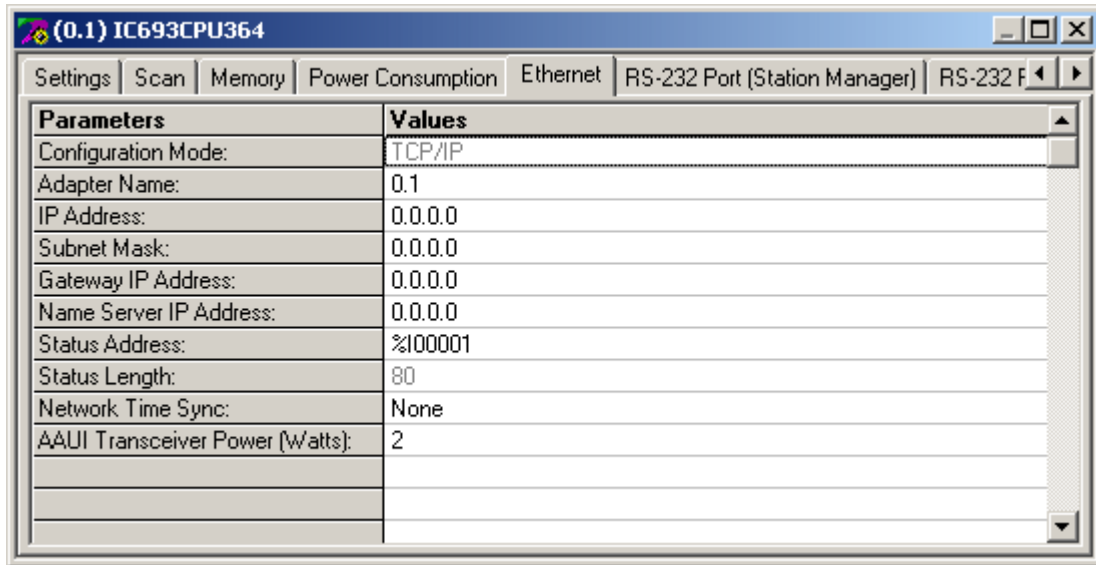 (0.1) IC693CPU364
Settings Scan Memory Power Consumption Ethernet RS-232 Port (Station Manager) RS-232
Parameters Values
Configuration Mode: TCP/IP
Adapter Name: 0.1
IP Address: 0.0.0.0
Subnet Mask: 0.0.0.0
Gateway IP Address: 0.0.0.0
Name Server IP Address: 0.0.0.0
Status Address: %I00001
Status Length: 80
Network Time Sync: None
AAUI Transceiver Power (Watts): 2